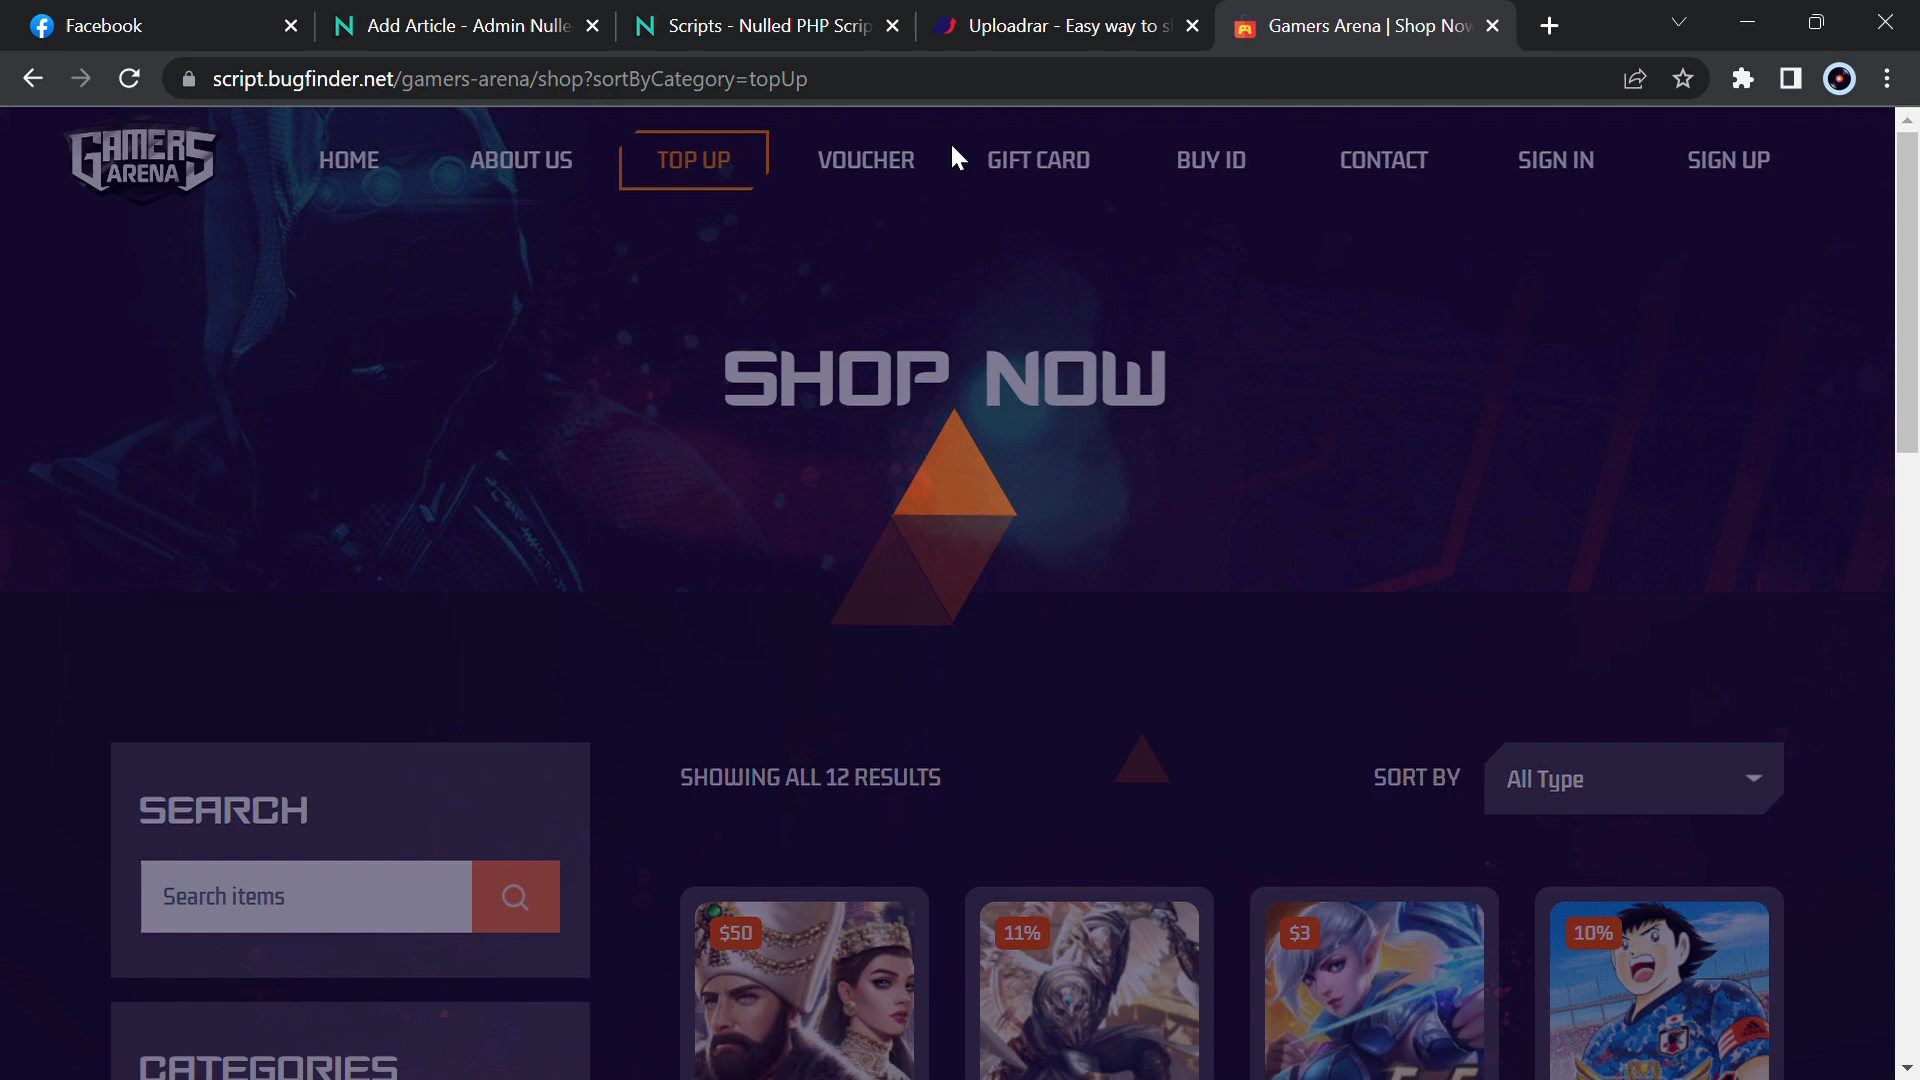 Facebook
Add Article - Admin Nulle
Scripts - Nulled PHP Scrip
Uploadrar - Easy way to sl
Gamers Arena | Shop Now
script.bugfinder.net/gamers-arena/shop?sortByCategory=topUp
GAMERS
ARENA
HOME
ABOUT US
TOP UP
VOUCHER
GIFT CARD
BUY ID
CONTACT
SIGN IN
SIGN UP
SHOP NOW
SEARCH
Search items
CATEGORIES
SHOWING ALL 12 RESULTS
SORT BY
All Type
$50
11%
$3
10%